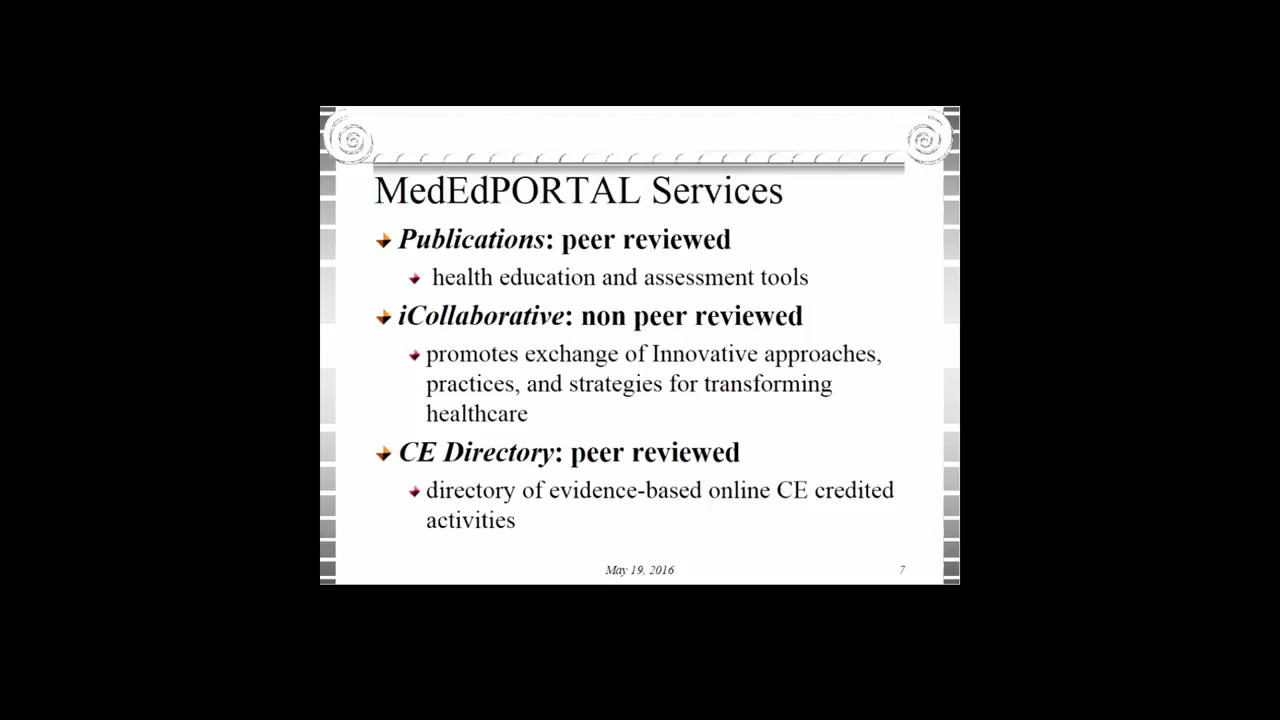 MedEdPORTAL Services
Publications: peer reviewed
health education and assessment tools
iCollaborative: non peer reviewed
promotes exchange of Innovative approaches,
practices, and strategies for transforming
healthcare
CE Directory: peer reviewed
directory of evidence-based online CE credited
activities
May 19, 2016
7